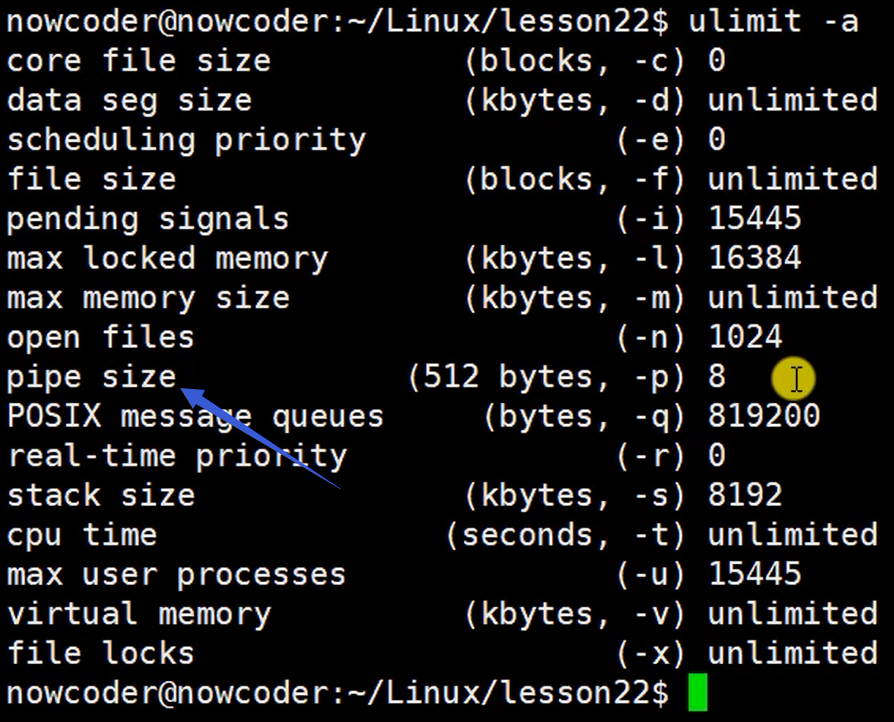 nowcoder@nowcoder:~/Linux/lesson22$ ulimit -a
core file size (blocks, -c) 0
data seg size (kbytes, -d) unlimited
scheduling priority (-e) 0
file size (blocks, -f) unlimited
pending signals (-i) 15445
max locked memory (kbytes, -l) 16384
max memory size (kbytes, -m) unlimited
open files (-n) 1024
pipe size (512 bytes, -p) 8
POSIX message queues (bytes, -q) 819200
real-time priority (-r) 0
stack size (kbytes, -s) 8192
cpu time (seconds, -t) unlimited
max user processes (-u) 15445
virtual memory (kbytes, -v) unlimited
file locks (-x) unlimited
nowcoder@nowcoder:~/Linux/lesson22$